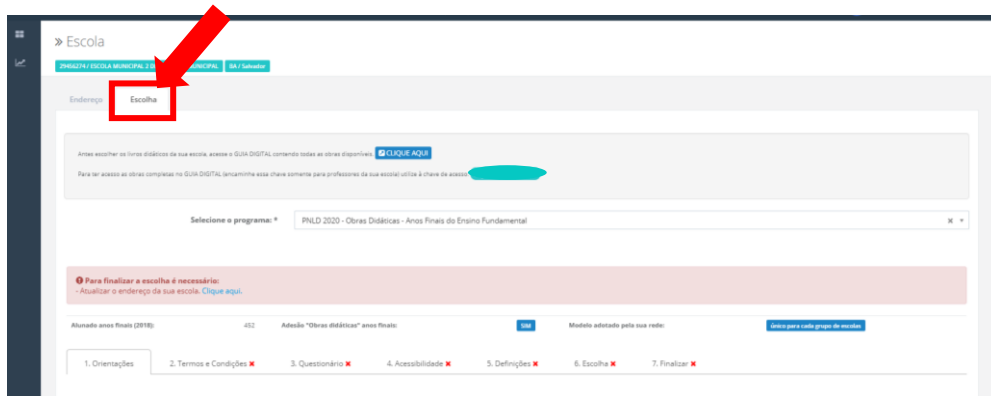 » Escola
29456274 / ESCOLA MUNICIPAL 2 MUNICIPAL BA / Salvador
Endereço Escolha
Antes escolher os livros didáticos da sua escola, acesse o GUIA DIGITAL contendo todas as obras disponíveis. CLIQUE AQUI
Para ter acesso as obras completas no GUIA DIGITAL (encaminhe essa chave somente para professores da sua escola) utilize à chave de acesso:
Selecione o programa: * PNLD 2020 - Obras Didáticas - Anos Finais do Ensino Fundamental
Para finalizar a escolha é necessário:
- Atualizar o endereço da sua escola. Clique aqui.
Alunado anos finais (2018): 452 Adesão "Obras didáticas" anos finais: SIM Modelo adotado pela sua rede: único para cada grupo de escolas
1. Orientações 2. Termos e Condições 3. Questionário 4. Acessibilidade 5. Definições 6. Escolha 7. Finalizar